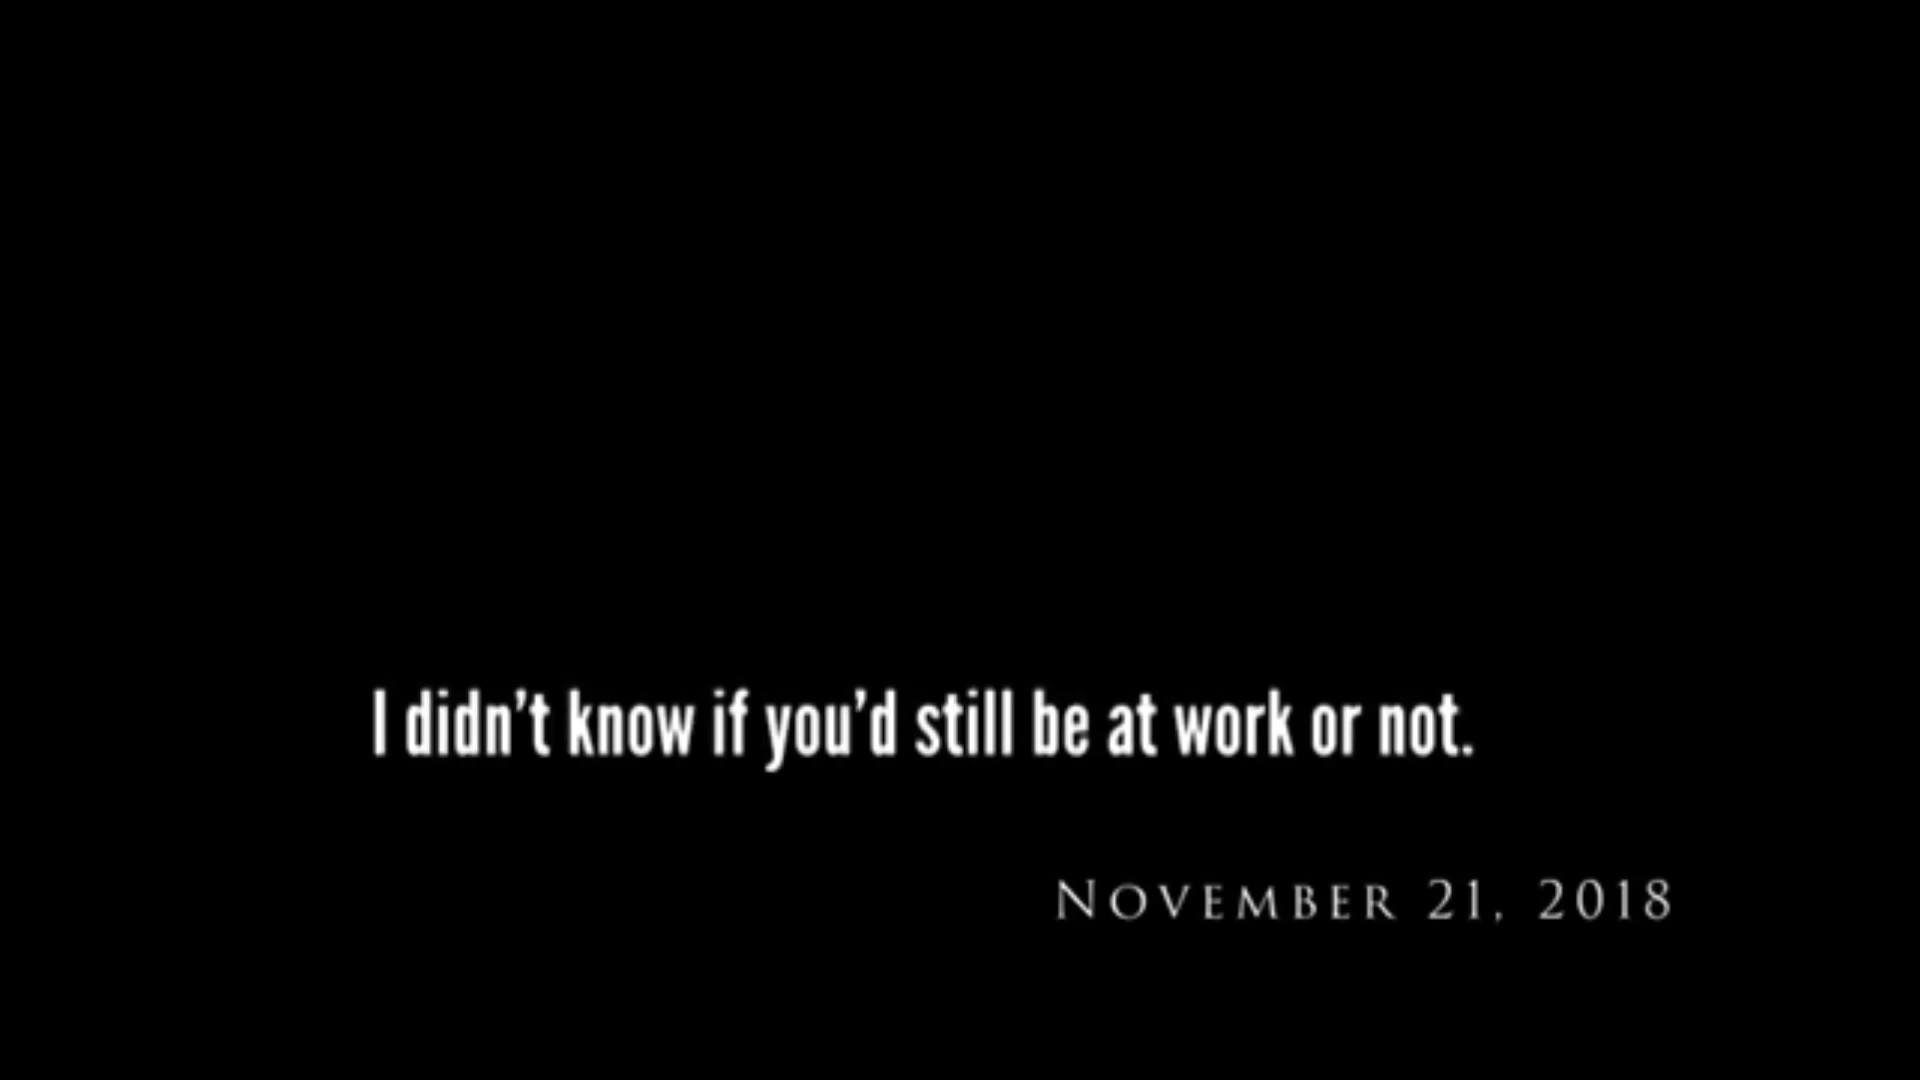 I didn’t know if you’d still be at work or not.
November 21, 2018